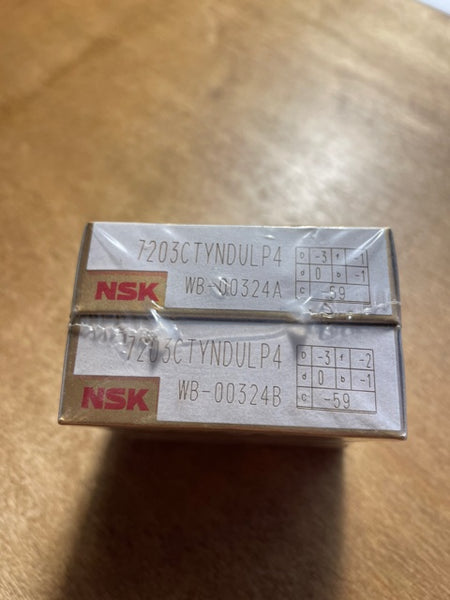 7203CTYNDULP4
NSK WB-00324A
D -3 f -1
d 0 b -1
C -59
7203CTYNDULP4
NSK WB-00324B
D -3 f -2
d 0 b -1
C -59